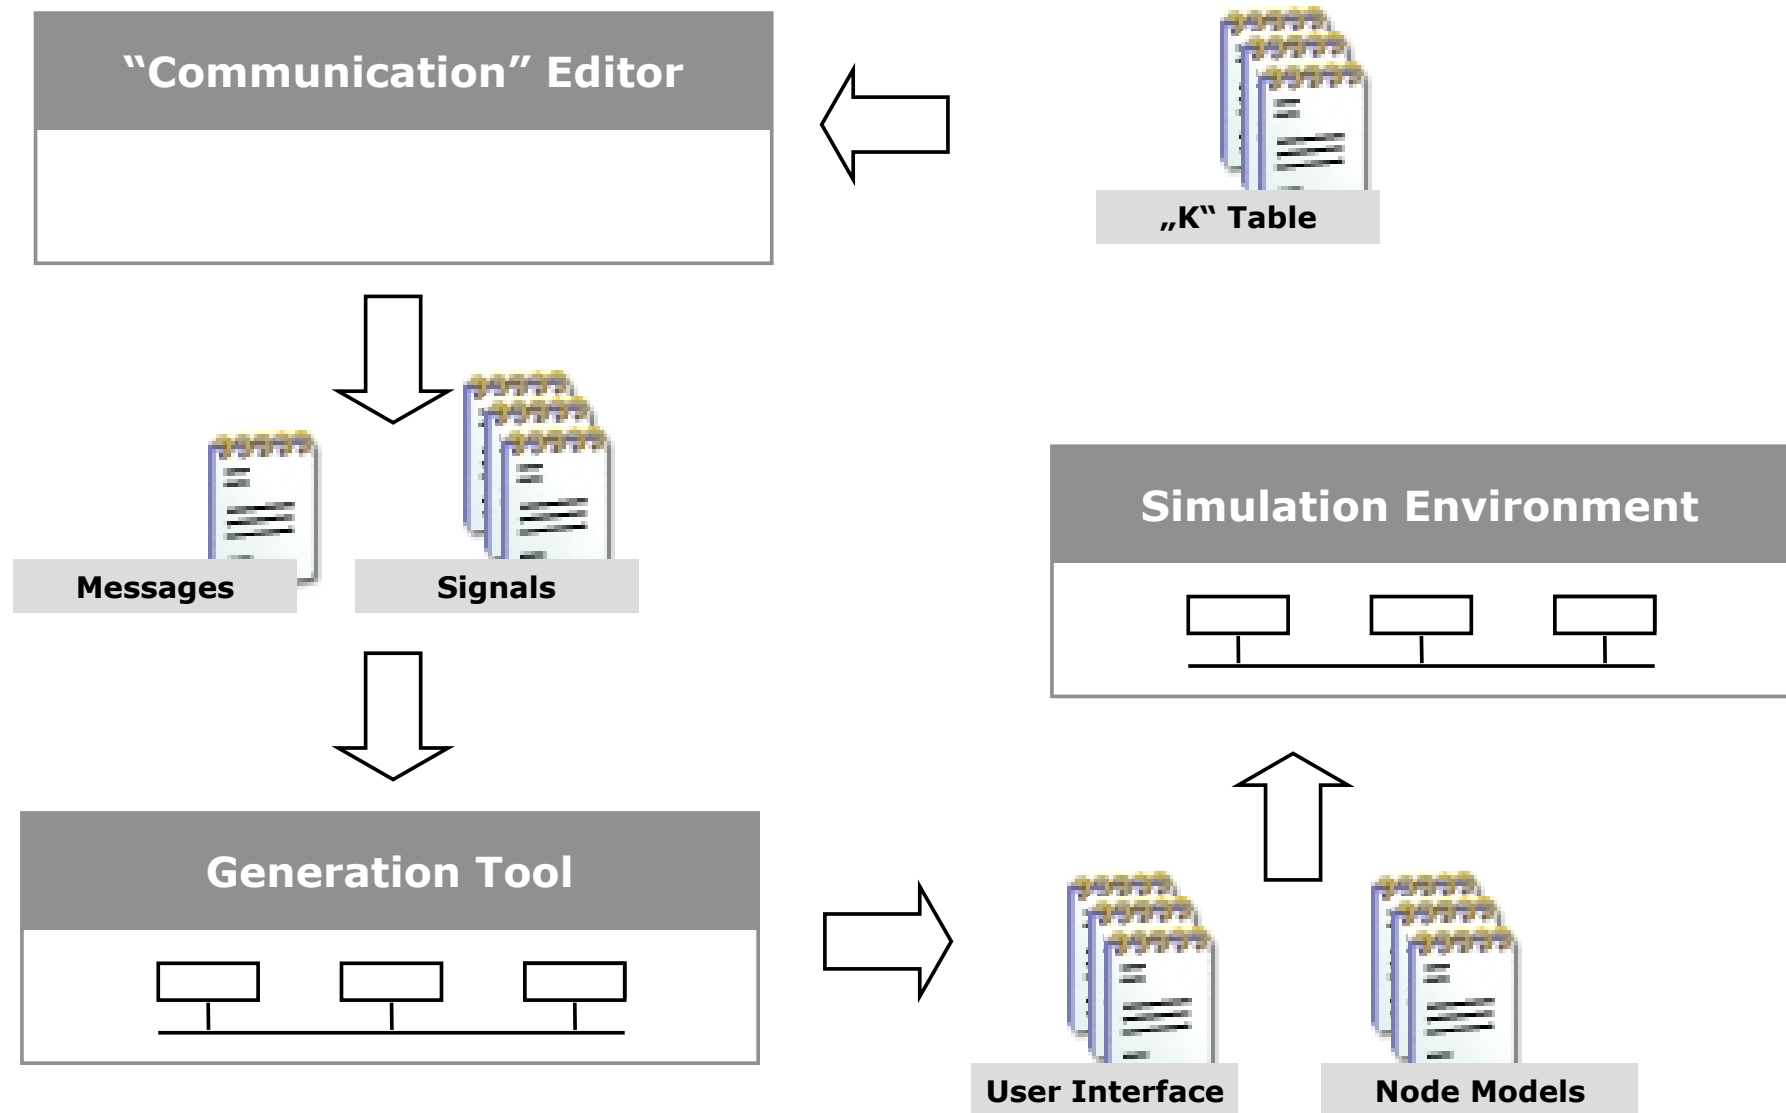 “Communication” Editor
„K‟ Table
Messages
Signals
Simulation Environment
Generation Tool
User Interface
Node Models